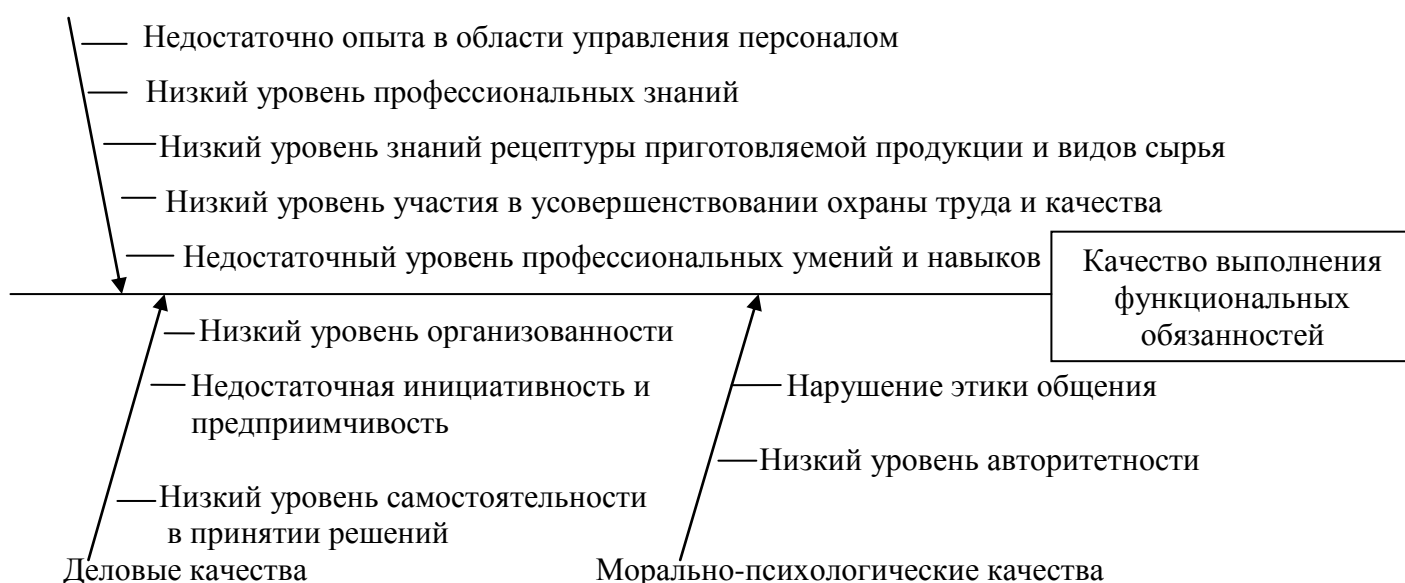 Недостаточно опыта в области управления персоналом
Низкий уровень профессиональных знаний
Низкий уровень знаний рецептуры приготовляемой продукции и видов сырья
Низкий уровень участия в усовершенствовании охраны труда и качества
Недостаточный уровень профессиональных умений и навыков
Качество выполнения
функциональных
обязанностей
Низкий уровень организованности
Недостаточная инициативность и
предприимчивость
Низкий уровень самостоятельности
в принятии решений
Деловые качества
Нарушение этики общения
Низкий уровень авторитетности
Морально-психологические качества